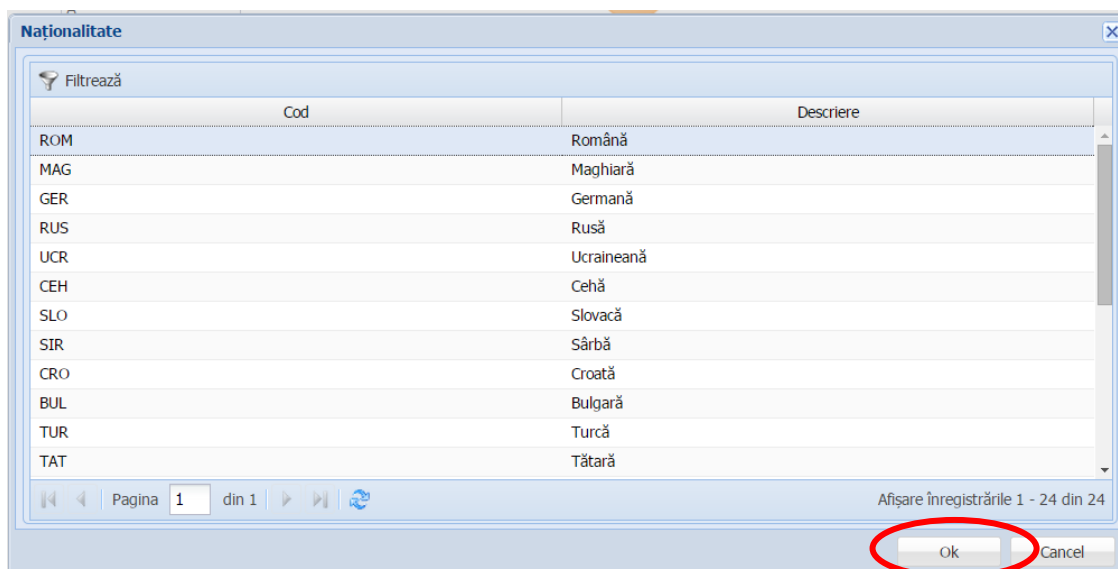 Naționalitate
Filtrează
Cod Descriere
ROM Română
MAG Maghiară
GER Germană
RUS Rusă
UCR Ucraineană
CEH Cehă
SLO Slovacă
SIR Sârbă
CRO Croată
BUL Bulgară
TUR Turcă
TAT Tătară
Pagina 1 din 1 Afișare înregistrările 1 - 24 din 24
Ok Cancel